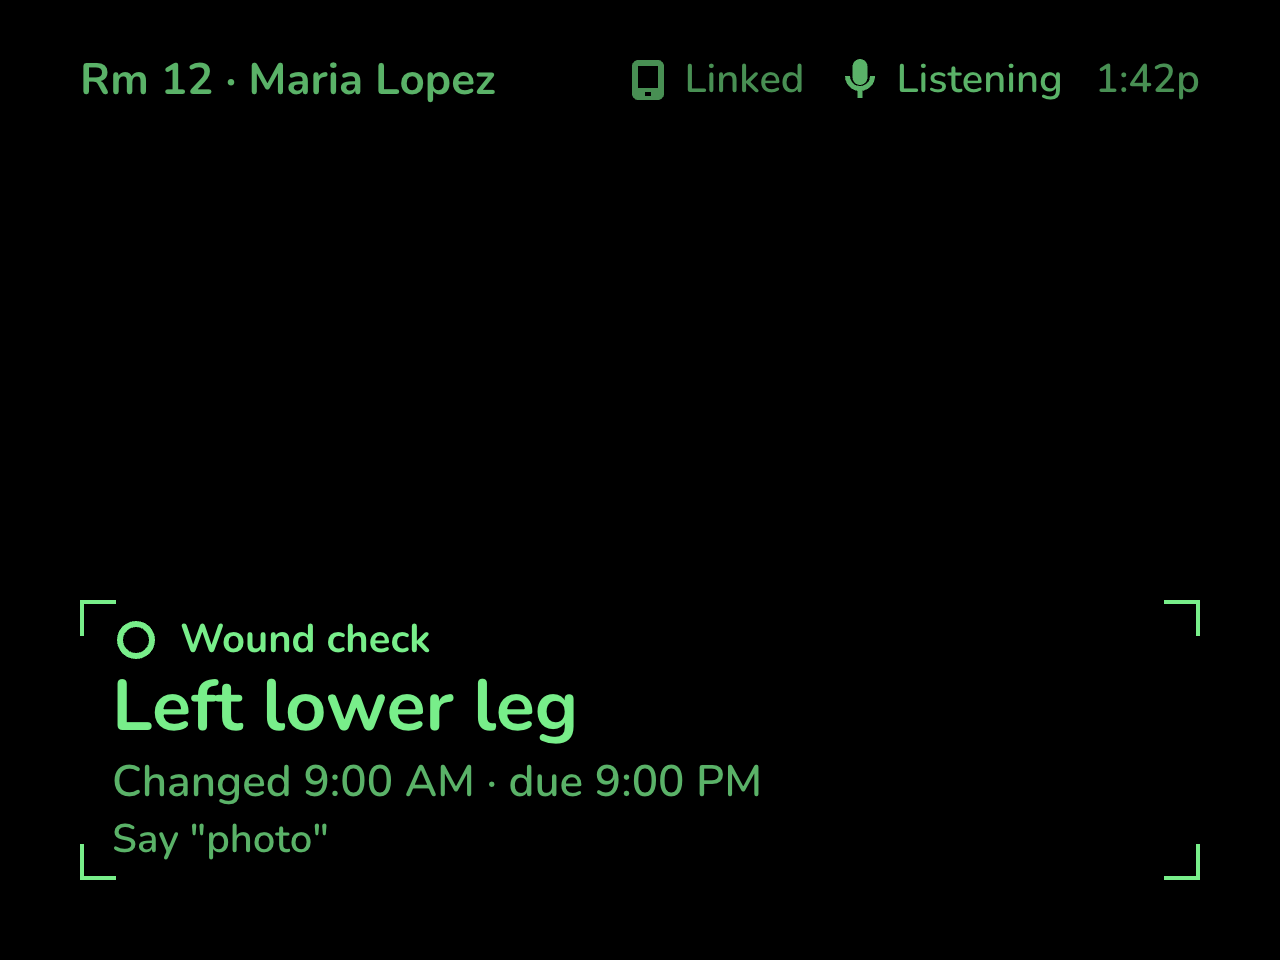 Rm 12 · Maria Lopez
Linked
Listening
1:42p
Wound check
Left lower leg
Changed 9:00 AM · due 9:00 PM
Say "photo"